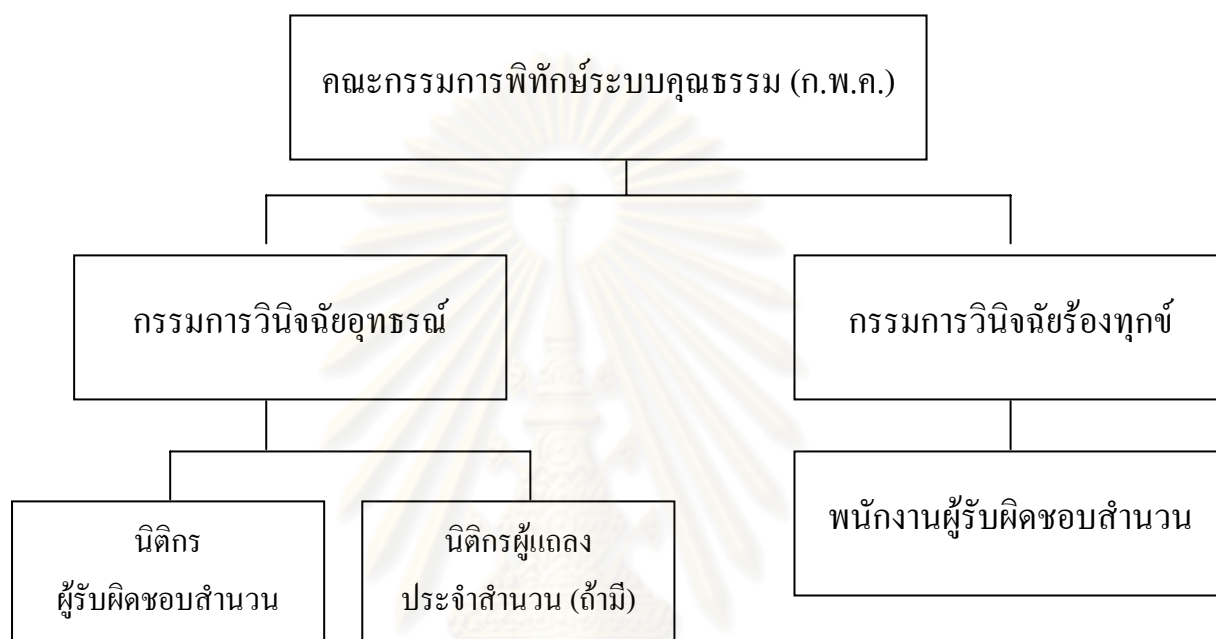 คณะกรรมการพิทักษ์ระบบคุณธรรม (ก.พ.ค.)
กรรมการวินิจฉัยอุทธรณ์
กรรมการวินิจฉัยร้องทุกข์
นิติกร
ผู้รับผิดชอบสำนวน
นิติกรผู้แถลง
ประจำสำนวน (ถ้ามี)
พนักงานผู้รับผิดชอบสำนวน